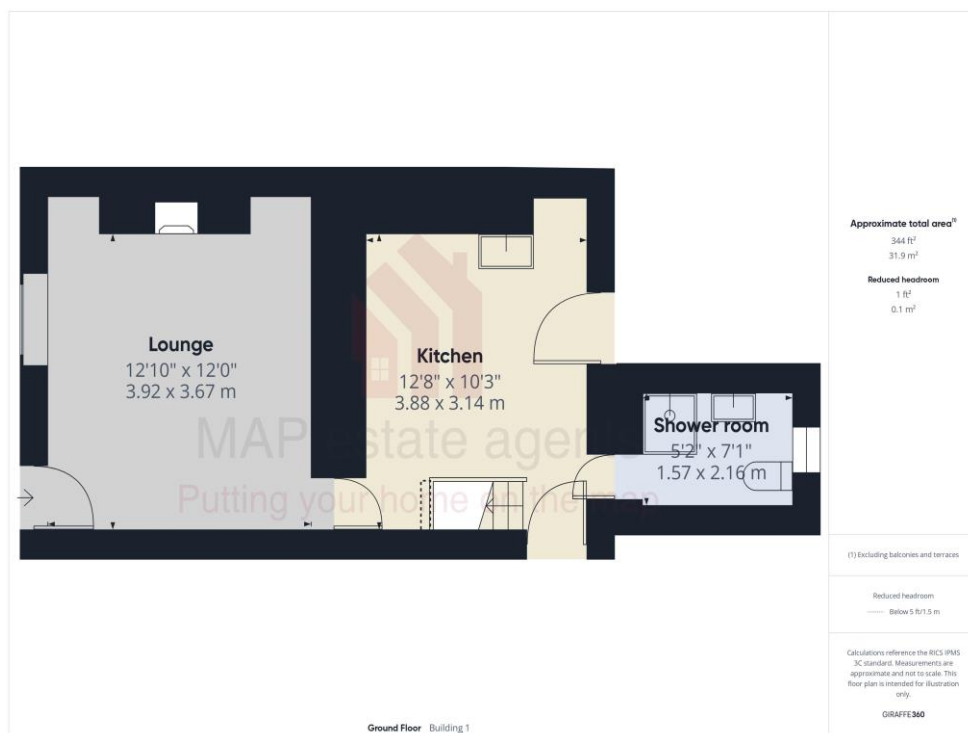 Lounge
12'10" x 12'0"
3.92 x 3.67 m
Kitchen
12'8" x 10'3"
3.88 x 3.14 m
Shower room
5'2" x 7'1"
1.57 x 2.16 m
MAP estate agents
Putting your home on the map
Approximate total area⁽¹⁾
344 ft²
31.9 m²
Reduced headroom
1 ft²
0.1 m²
(1) Excluding balconies and terraces
Reduced headroom
Below 5 ft/1.5 m
Calculations reference the RICS IPMS
3C standard. Measurements are
approximate and not to scale. This
floor plan is intended for illustration
only.
GIRAFFE360
Ground Floor Building 1